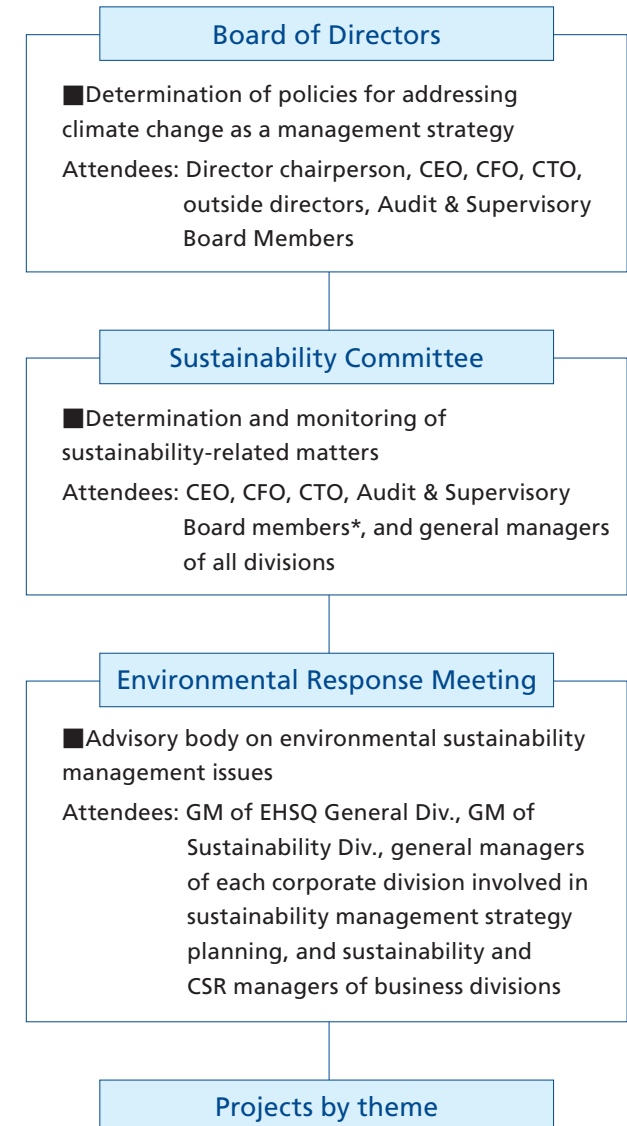 Board of Directors
■Determination of policies for addressing
climate change as a management strategy
Attendees: Director chairperson, CEO, CFO, CTO,
outside directors, Audit & Supervisory
Board Members
Sustainability Committee
■Determination and monitoring of
sustainability-related matters
Attendees: CEO, CFO, CTO, Audit & Supervisory
Board members*, and general managers
of all divisions
Environmental Response Meeting
■Advisory body on environmental sustainability
management issues
Attendees: GM of EHSQ General Div., GM of
Sustainability Div., general managers
of each corporate division involved in
sustainability management strategy
planning, and sustainability and
CSR managers of business divisions
Projects by theme